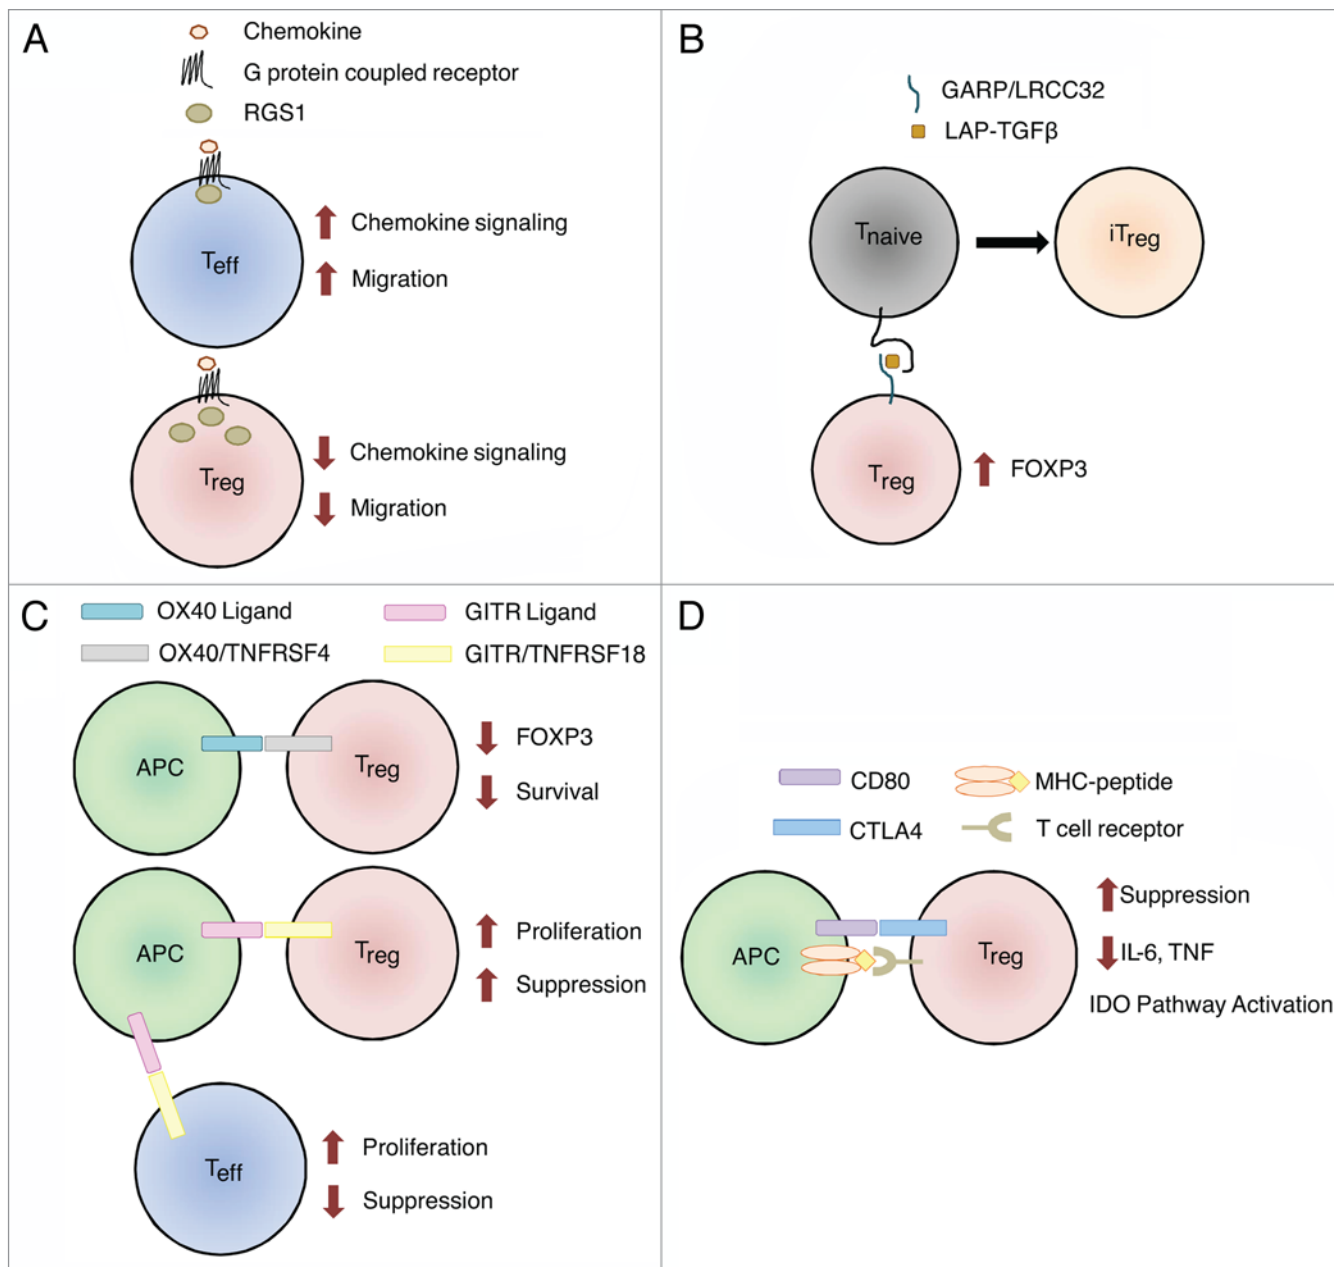 A
Chemokine
G protein coupled receptor
RGS1
Teff
Chemokine signaling
Migration
Treg
Chemokine signaling
Migration
B
GARP/LRCC32
LAP-TGFβ
Tnaive
iTreg
Treg
FOXP3
C
OX40 Ligand
GITR Ligand
OX40/TNFRSF4
GITR/TNFRSF18
APC
Treg
FOXP3
Survival
APC
Treg
Proliferation
Suppression
Teff
Proliferation
Suppression
D
CD80
MHC-peptide
CTLA4
T cell receptor
APC
Treg
Suppression
IL-6, TNF
IDO Pathway Activation